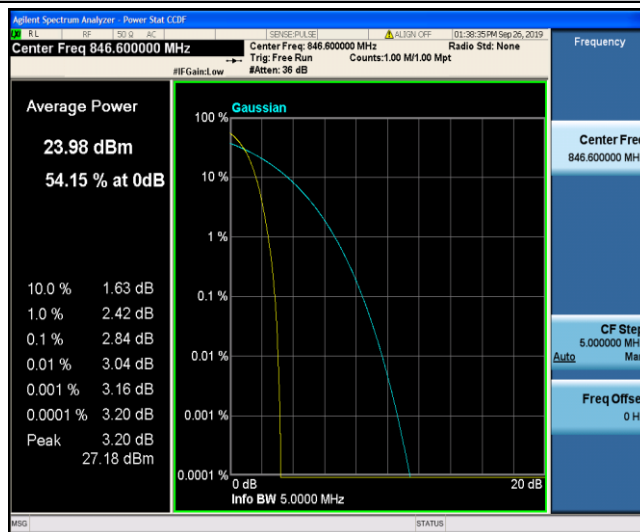 Agilent Spectrum Analyzer - Power Stat CCDF
RL RF 50 Ω AC SENSE:PULSE ALIGN OFF 01:38:35 PM Sep 26, 2019
Center Freq 846.600000 MHz
Center Freq: 846.600000 MHz Radio Std: None
Trig: Free Run Counts:1.00 M/1.00 Mpt
#IFGain:Low #Atten: 36 dB
Frequency
Average Power
23.98 dBm
54.15 % at 0dB
10.0 % 1.63 dB
1.0 % 2.42 dB
0.1 % 2.84 dB
0.01 % 3.04 dB
0.001 % 3.16 dB
0.0001 % 3.20 dB
Peak 3.20 dB
27.18 dBm
Gaussian
100 %
10 %
1 %
0.1 %
0.01 %
0.001 %
0.0001 %
0 dB 20 dB
Info BW 5.0000 MHz
Center Fre
846.600000 MH
CF Step
5.000000 MH
Auto Ma
Freq Offse
0 H
MSG STATUS